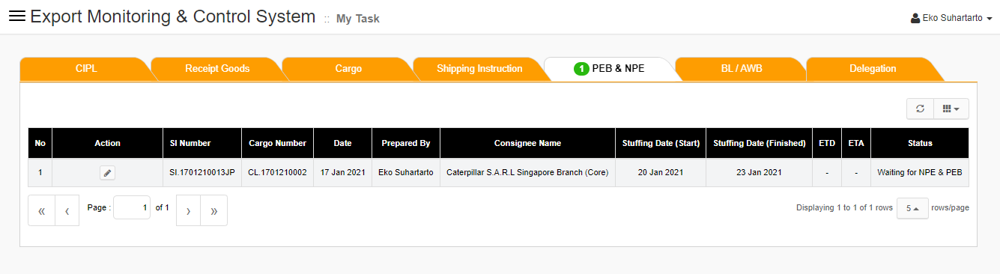 Export Monitoring & Control System :: My Task
Eko Suhartarto
CIPL Receipt Goods Cargo Shipping Instruction 1 PEB & NPE BL / AWB Delegation
No Action SI Number Cargo Number Date Prepared By Consignee Name Stuffing Date (Start) Stuffing Date (Finished) ETD ETA Status
1 SI.1701210013JP CL.1701210002 17 Jan 2021 Eko Suhartarto Caterpillar S.A.R.L Singapore Branch (Core) 20 Jan 2021 23 Jan 2021 - - Waiting for NPE & PEB
« ‹ Page : 1 of 1 › »
Displaying 1 to 1 of 1 rows 5 rows/page